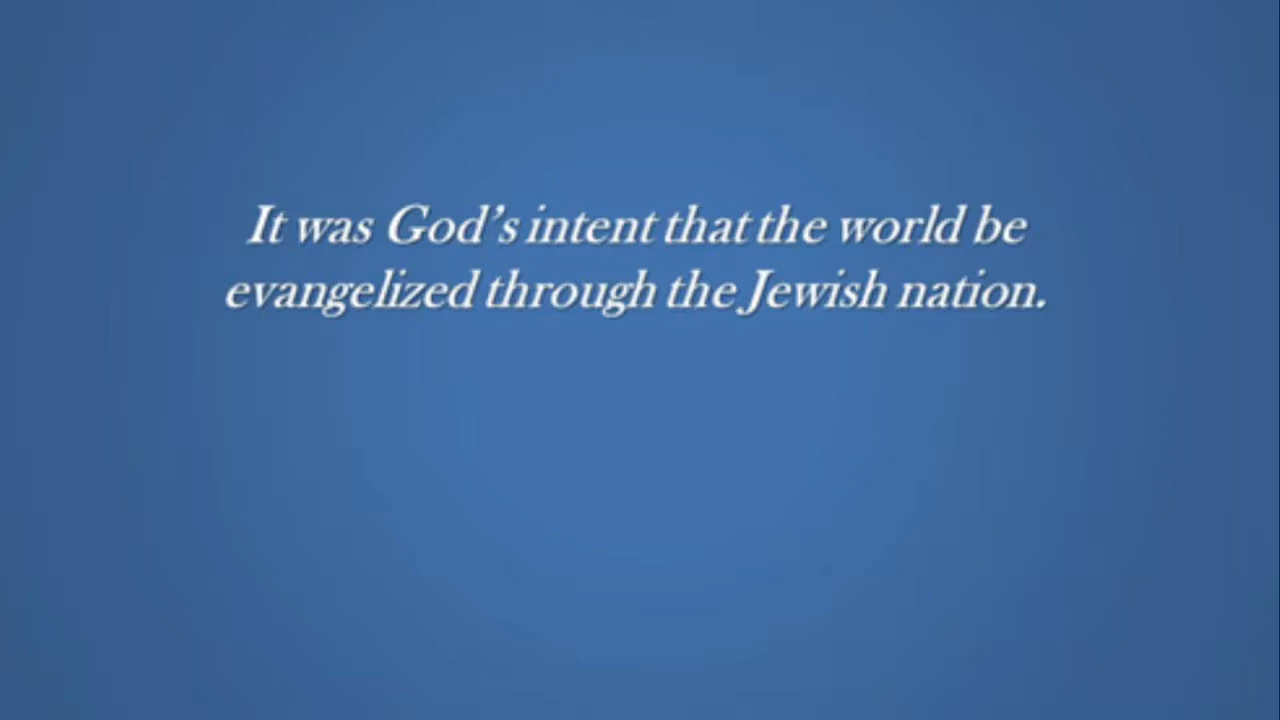 It was God’s intent that the world be
evangelized through the Jewish nation.